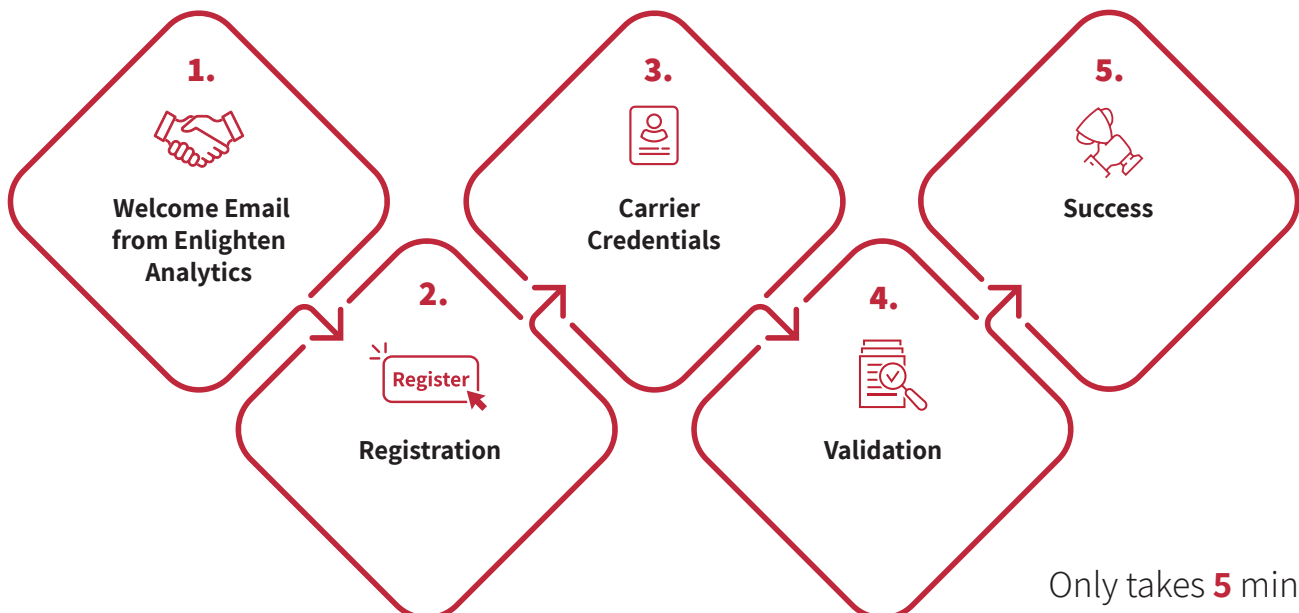 1.
Welcome Email
from Enlighten
Analytics
2.
Register
Registration
3.
Carrier
Credentials
4.
Validation
5.
Success
Only takes 5 min